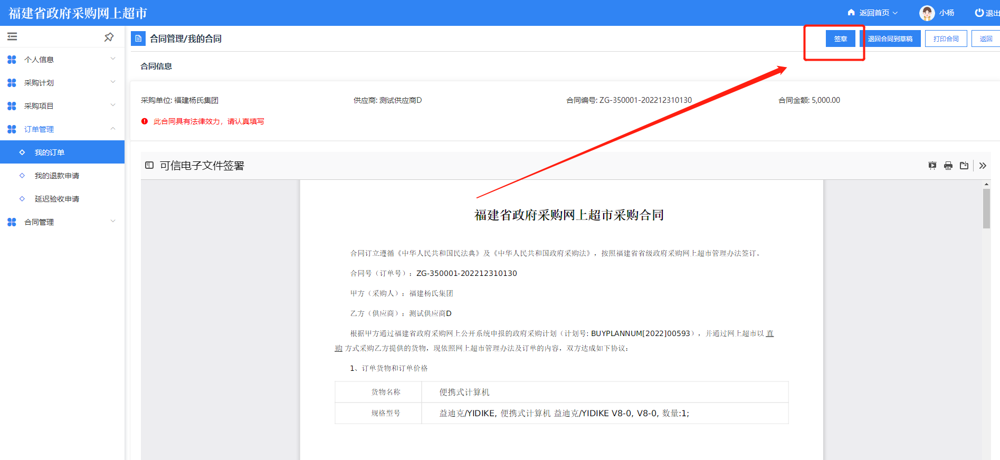 福建省政府采购网上超市
返回首页
小杨
退出
合同管理/我的合同
签章
退回合同到草稿
打印合同
返回
个人信息
采购计划
采购项目
订单管理
我的订单
我的退款申请
延迟验收申请
合同管理
合同信息
采购单位: 福建杨氏集团
供应商: 测试供应商D
合同编号: ZG-350001-202212310130
合同金额: 5,000.00
此合同具有法律效力，请认真填写
可信电子文件签署
福建省政府采购网上超市采购合同
合同订立遵循《中华人民共和国民法典》及《中华人民共和国政府采购法》，按照福建省省级政府采购网上超市管理办法签订。
合同号（订单号）：ZG-350001-202212310130
甲方（采购人）：福建杨氏集团
乙方（供应商）：测试供应商D
根据甲方通过福建省政府采购网上公开系统申报的政府采购计划（计划号: BUYPLANNUM[2022]00593），并通过网上超市以 直
购 方式采购乙方提供的货物，现依照网上超市管理办法及订单的内容，双方达成如下协议：
1、订单货物和订单价格
货物名称
便携式计算机
规格型号
益迪克/YIDIKE, 便携式计算机 益迪克/YIDIKE V8-0, V8-0, 数量:1;